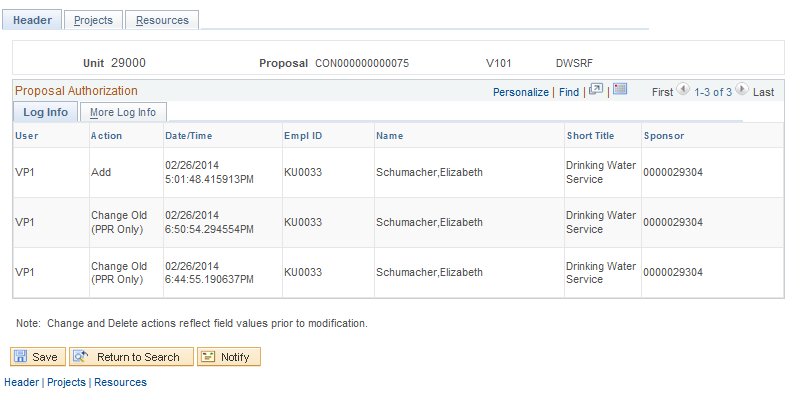 Header Projects Resources
Unit 29000 Proposal CON000000000075 V101 DWSRF
Proposal Authorization Personalize | Find | | First 1-3 of 3 Last
Log Info More Log Info
User Action Date/Time Empl ID Name Short Title Sponsor
VP1 Add 02/26/2014 5:01:48.415913PM KU0033 Schumacher,Elizabeth Drinking Water Service 0000029304
VP1 Change Old (PPR Only) 02/26/2014 6:50:54.294554PM KU0033 Schumacher,Elizabeth Drinking Water Service 0000029304
VP1 Change Old (PPR Only) 02/26/2014 6:44:55.190637PM KU0033 Schumacher,Elizabeth Drinking Water Service 0000029304
Note: Change and Delete actions reflect field values prior to modification.
Save Return to Search Notify
Header | Projects | Resources